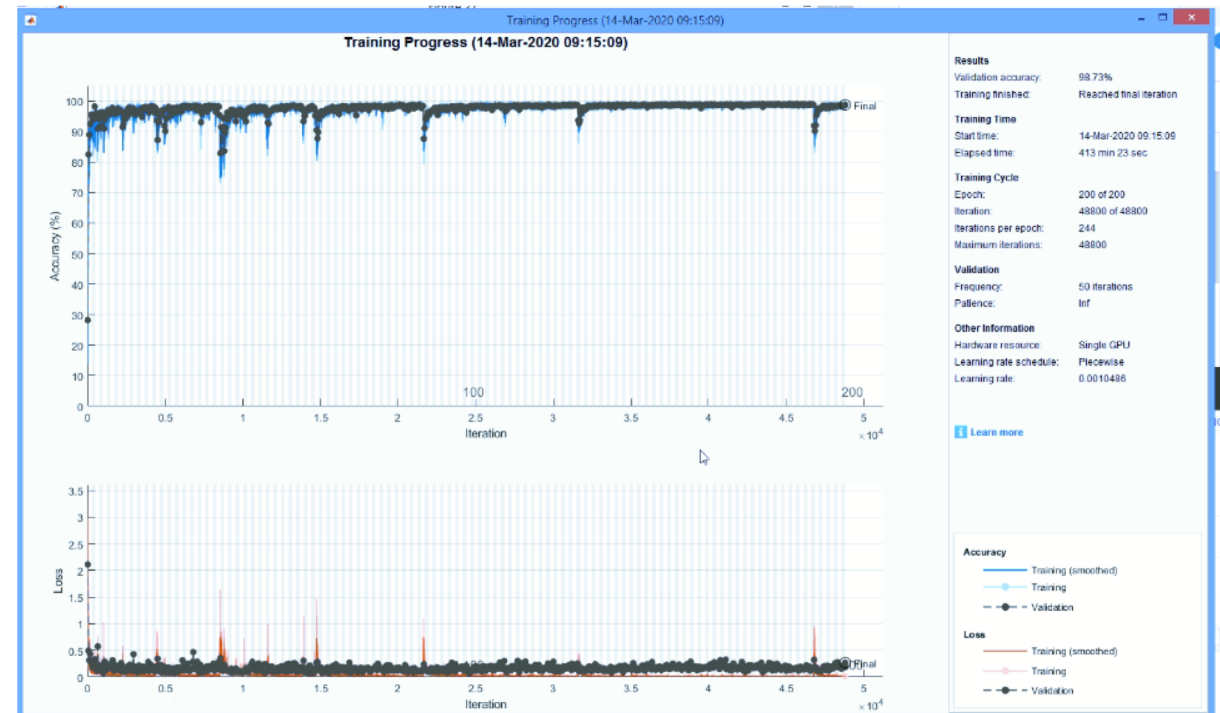 Training Progress (14-Mar-2020 09:15:09)
Training Progress (14-Mar-2020 09:15:09)
100
90
80
70
60
50
40
30
20
10
0
Accuracy (%)
Final
100
200
0
0.5
1
1.5
2
2.5
3
3.5
4
4.5
5
Iteration
×10⁴
3.5
3
2.5
2
1.5
1
0.5
0
Loss
Final
0
0.5
1
1.5
2
2.5
3
3.5
4
4.5
5
Iteration
×10⁴
Results
Validation accuracy: 98.73%
Training finished: Reached final iteration
Training Time
Start time: 14-Mar-2020 09:15:09
Elapsed time: 413 min 23 sec
Training Cycle
Epoch: 200 of 200
Iteration: 48800 of 48800
Iterations per epoch: 244
Maximum iterations: 48800
Validation
Frequency: 50 iterations
Patience: Inf
Other Information
Hardware resource: Single GPU
Learning rate schedule: Piecewise
Learning rate: 0.0010486
Learn more
Accuracy
Training (smoothed)
Training
Validation
Loss
Training (smoothed)
Training
Validation